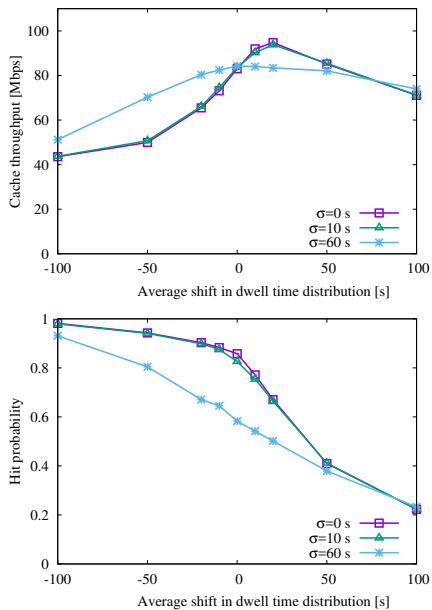 Cache throughput [Mbps]
100
80
60
40
20
0
σ=0 s
σ=10 s
σ=60 s
-100 -50 0 50 100
Average shift in dwell time distribution [s]
Hit probability
1
0.8
0.6
0.4
0.2
0
σ=0 s
σ=10 s
σ=60 s
-100 -50 0 50 100
Average shift in dwell time distribution [s]